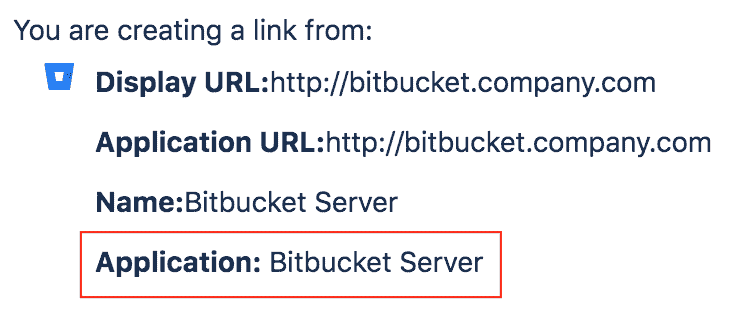 You are creating a link from:
Display URL:http://bitbucket.company.com
Application URL:http://bitbucket.company.com
Name:Bitbucket Server
Application: Bitbucket Server